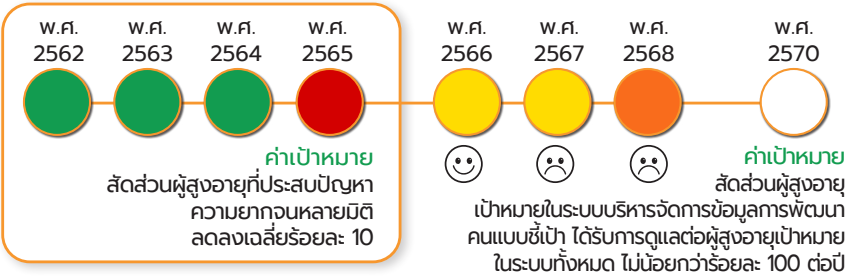 พ.ศ. พ.ศ. พ.ศ. พ.ศ. พ.ศ. พ.ศ. พ.ศ. พ.ศ.
2562 2563 2564 2565 2566 2567 2568 2570
ค่าเป้าหมาย
สัดส่วนผู้สูงอายุที่ประสบปัญหา
ความยากจนหลายมิติ
ลดลงเฉลี่ยร้อยละ 10
ค่าเป้าหมาย
สัดส่วนผู้สูงอายุ
เป้าหมายในระบบบริหารจัดการข้อมูลการพัฒนา
คนแบบชี้เป้า ได้รับการดูแลต่อผู้สูงอายุเป้าหมาย
ในระบบทั้งหมด ไม่น้อยกว่าร้อยละ 100 ต่อปี